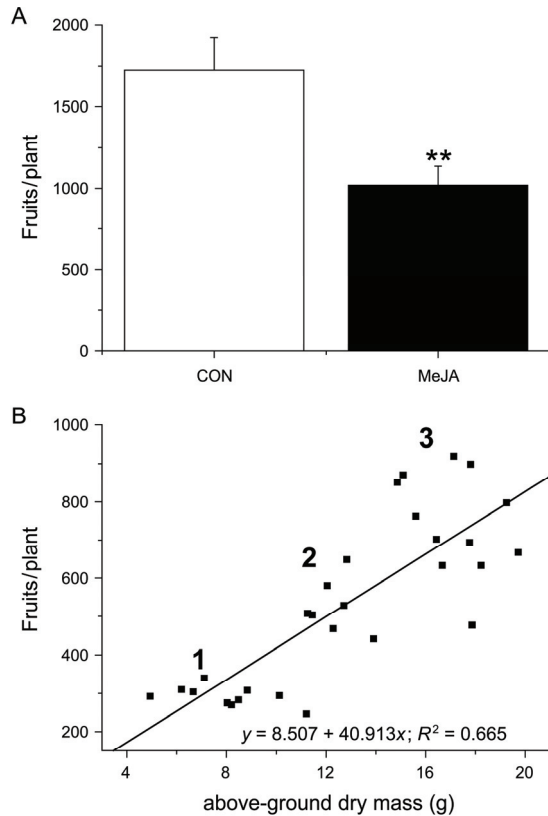 A
2000
1500
1000
500
0
Fruits/plant
**
CON
MeJA
B
1000
800
600
400
200
Fruits/plant
3
2
1
y = 8.507 + 40.913x; R² = 0.665
4 8 12 16 20
above-ground dry mass (g)